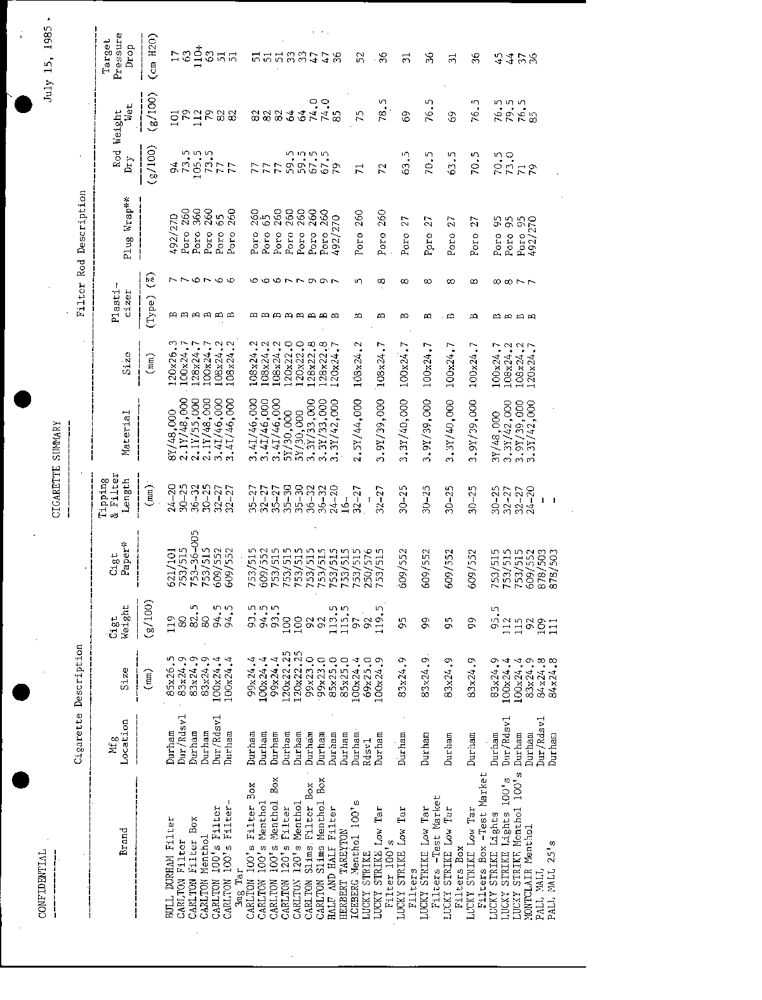 CONFIDENTIAL
July 15, 1985
CIGARETTE SUMMARY
Cigarette Description Filter Rod Description
Brand Mfg Location Size (mm) Cigt Weight (g/100) Cigt Paper* Tipping & Filter Length (mm) Material Size (mm) Plasti-cizer (Type) (%) Plug Wrap** Rod Weight Dry (g/100) Wet (g/100) Target Pressure Drop (cm H2O)
BULL DURHAM Filter Durham 85x26.5 119 621/101 24-20 8Y/48,000 120x26.3 B 7 492/270 94 101 17
CARLTON Filter Dur/Rdsvl 83x24.9 80 753/515 30-25 2.1Y/48,000 100x24.7 B 7 Poro 260 73.5 79 63
CARLTON Filter Box Durham 83x24.9 82.5 753-36-005 36-32 2.1Y/55,000 128x24.7 B 6 Poro 360 105.5 112 110+
CARLTON Menthol Durham 83x24.9 80 753/515 30-25 2.1Y/48,000 100x24.7 B 7 Poro 260 73.5 79 63
CARLTON 100's Filter Dur/Rdsvl 100x24.4 94.5 609/552 32-27 3.4I/46,000 108x24.2 B 6 Poro 65 77 82 51
CARLTON 100's Filter- Durham 100x24.4 94.5 609/552 32-27 3.4I/46,000 108x24.2 B 6 Poro 260 77 82 51
3mg Tar
CARLTON 100's Filter Box Durham 99x24.4 93.5 753/515 35-27 3.4I/46,000 108x24.2 B 6 Poro 260 77 82 51
CARLTON 100's Menthol Durham 100x24.4 94.5 609/552 32-27 3.4I/46,000 108x24.2 B 6 Poro 65 77 82 51
CARLTON 100's Menthol Box Durham 99x24.4 93.5 753/515 35-27 3.4I/46,000 108x24.2 B 6 Poro 260 77 82 51
CARLTON 120's Filter Durham 120x22.25 100 753/515 35-30 5Y/30,000 120x22.0 B 7 Poro 260 59.5 64 33
CARLTON 120's Menthol Durham 120x22.25 100 753/515 35-30 5Y/30,000 120x22.0 B 7 Poro 260 59.5 64 33
CARLTON Slims Filter Box Durham 99x23.0 92 753/515 36-32 3.3Y/33,000 128x22.8 B 9 Poro 260 67.5 74.0 47
CARLTON Slims Menthol Box Durham 99x23.0 92 753/515 36-32 3.3Y/33,000 128x22.8 B 9 Poro 260 67.5 74.0 47
HALF AND HALF Filter Durham 85x25.0 113.5 753/515 24-20 3.3Y/42,000 120x24.7 B 7 492/270 79 85 36
HERBERT TAREYTON Durham 85x25.0 115.5 753/515 16-
ICEBERG Menthol 100's Durham 100x24.4 97 753/515 32-27 2.5Y/44,000 108x24.2 B 5 Poro 260 71 75 52
LUCKY STRIKE Rdsvl 69x25.0 92 250/576 -
LUCKY STRIKE Low Tar Durham 100x24.9 119.5 753/515 32-27 3.9Y/39,000 108x24.7 B 8 Poro 260 72 78.5 36
Filter 100's
LUCKY STRIKE Low Tar Durham 83x24.9 95 609/552 30-25 3.3Y/40,000 100x24.7 B 8 Poro 27 63.5 69 31
Filters
LUCKY STRIKE Low Tar Durham 83x24.9 99 609/552 30-25 3.9Y/39,000 100x24.7 B 8 Poro 27 70.5 76.5 36
Filters -Test Market
LUCKY STRIKE Low Tar Durham 83x24.9 95 609/552 30-25 3.3Y/40,000 100x24.7 B 8 Poro 27 63.5 69 31
Filters Box
LUCKY STRIKE Low Tar Durham 83x24.9 99 609/552 30-25 3.9Y/39,000 100x24.7 B 8 Poro 27 70.5 76.5 36
Filters Box -Test Market
LUCKY STRIKE Lights Durham 83x24.9 95.5 753/515 30-25 3Y/48,000 100x24.7 B 8 Poro 95 70.5 76.5 45
LUCKY STRIKE Lights 100's Dur/Rdsvl 100x24.4 112 753/515 32-27 3.3Y/42,000 108x24.2 B 8 Poro 95 73.0 79.5 44
LUCKY STRIKE Menthol 100's Durham 100x24.4 115 753/515 32-27 3.9Y/39,000 108x24.2 B 7 Poro 95 71 76.5 37
MONTCLAIR Menthol Durham 83x24.9 92 609/552 24-20 3.3Y/42,000 120x24.7 B 7 492/270 79 85 36
PALL MALL Dur/Rdsvl 84x24.8 109 878/503 -
PALL MALL 25's Durham 84x24.8 111 878/503 -